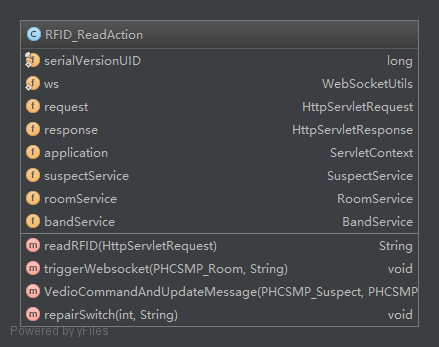 RFID_ReadAction
serialVersionUID long
ws WebSocketUtils
request HttpServletRequest
response HttpServletResponse
application ServletContext
suspectService SuspectService
roomService RoomService
bandService BandService
readRFID(HttpServletRequest) String
triggerWebsocket(PHCSMP_Room, String) void
VedioCommandAndUpdateMessage(PHCSMP_Suspect, PHCSMP
repairSwitch(int, String) void
Powered by yFiles